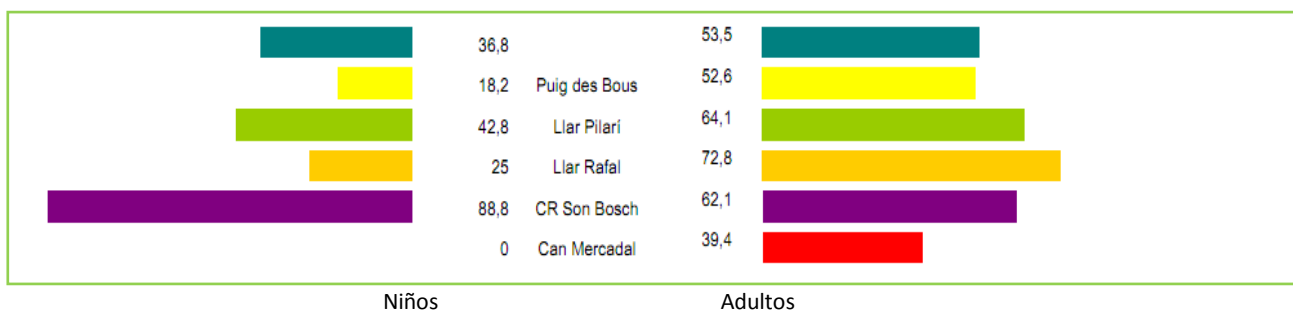 36,8 53,5
18,2 Puig des Bous 52,6
42,8 Llar Pilarí 64,1
25 Llar Rafal 72,8
88,8 CR Son Bosch 62,1
0 Can Mercadal 39,4
Niños Adultos